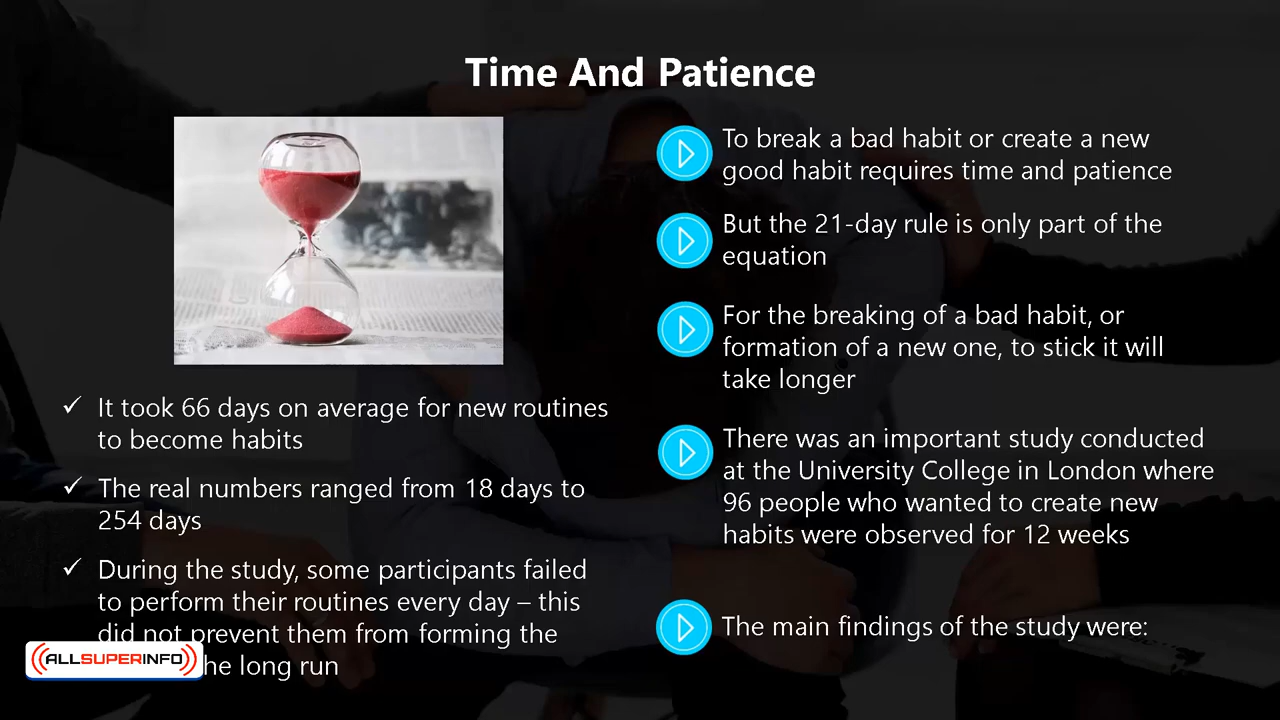 Time And Patience
To break a bad habit or create a new
good habit requires time and patience
But the 21-day rule is only part of the
equation
For the breaking of a bad habit, or
formation of a new one, to stick it will
take longer
There was an important study conducted
at the University College in London where
96 people who wanted to create new
habits were observed for 12 weeks
The main findings of the study were:
It took 66 days on average for new routines
to become habits
The real numbers ranged from 18 days to
254 days
During the study, some participants failed
to perform their routines every day – this
did not prevent them from forming the
he long run
ALLSUPERINFO